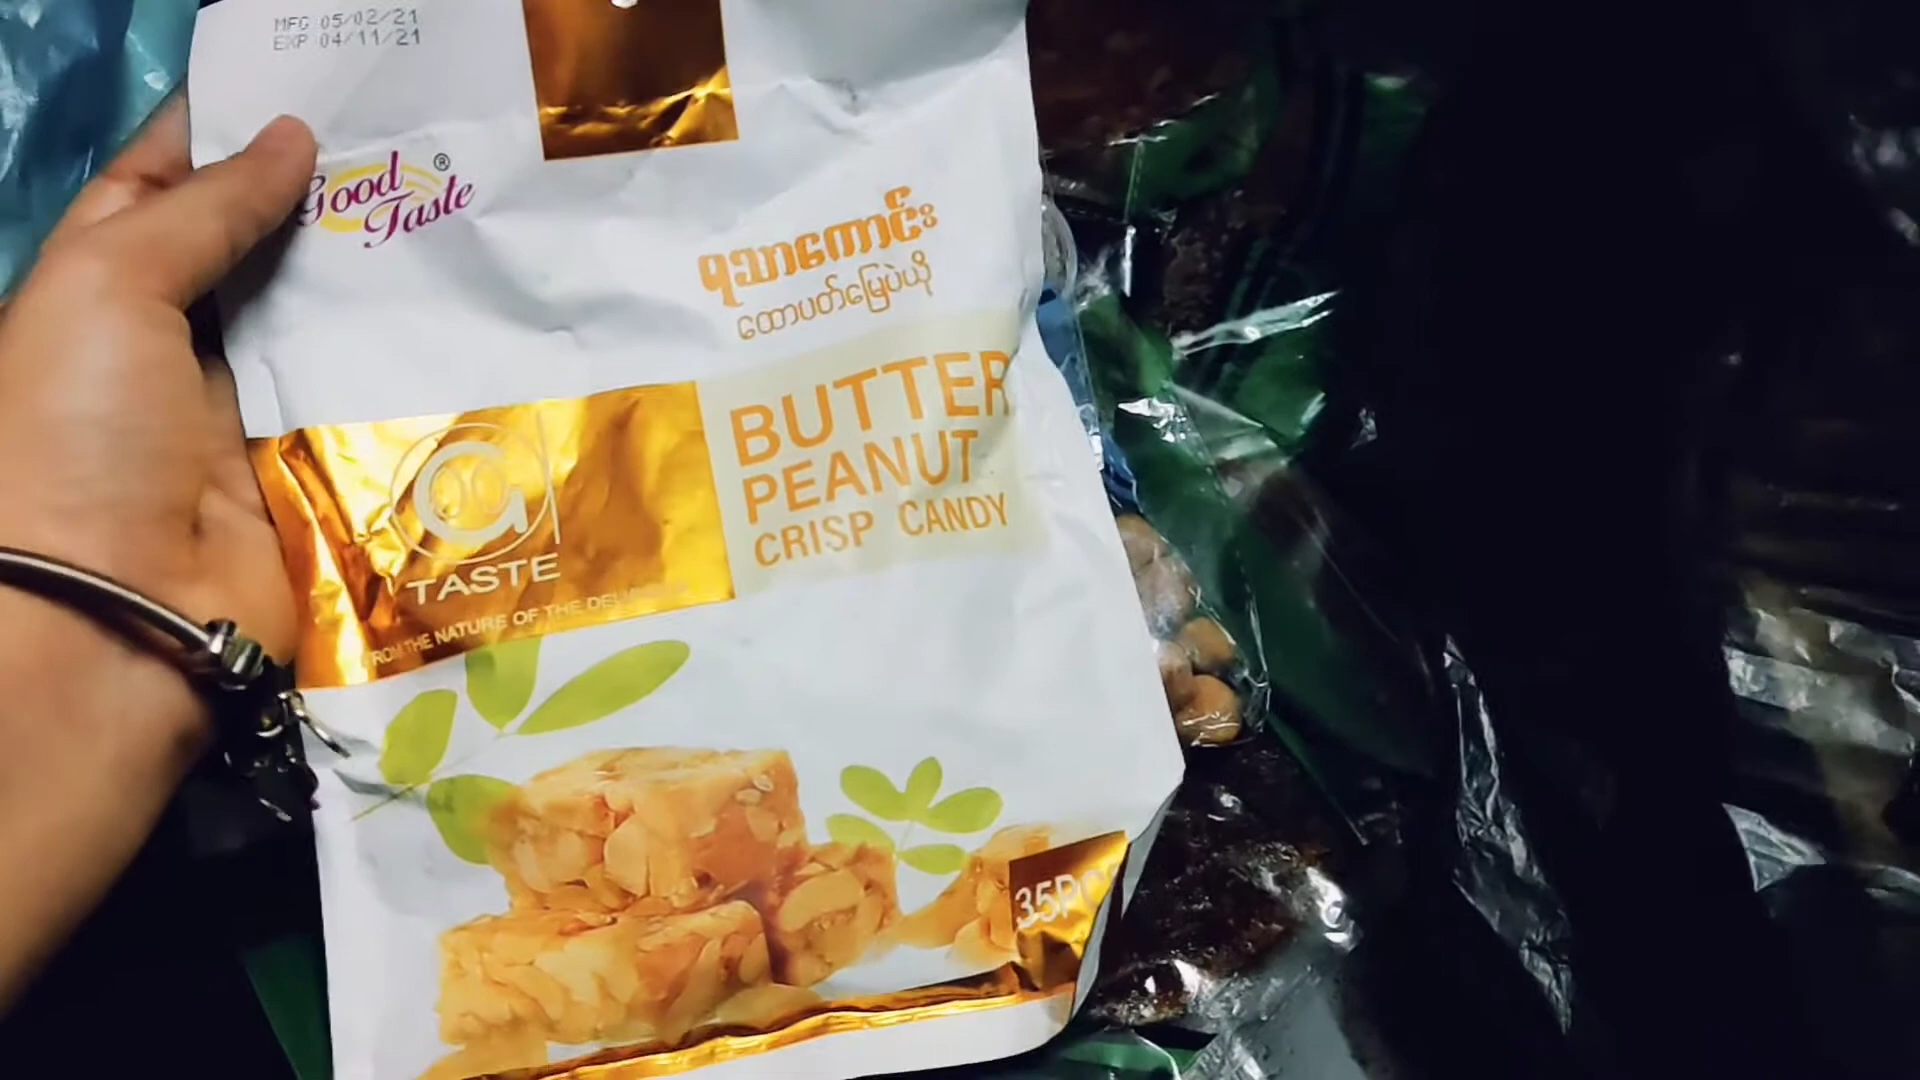 MFG 05/02/21
EXP 04/11/21
Good
Taste ®
ရသာကောင်း
ထောပတ်မြေပဲယို
BUTTER
PEANUT
CRISP CANDY
G
TASTE
FROM THE NATURE OF THE
35PC